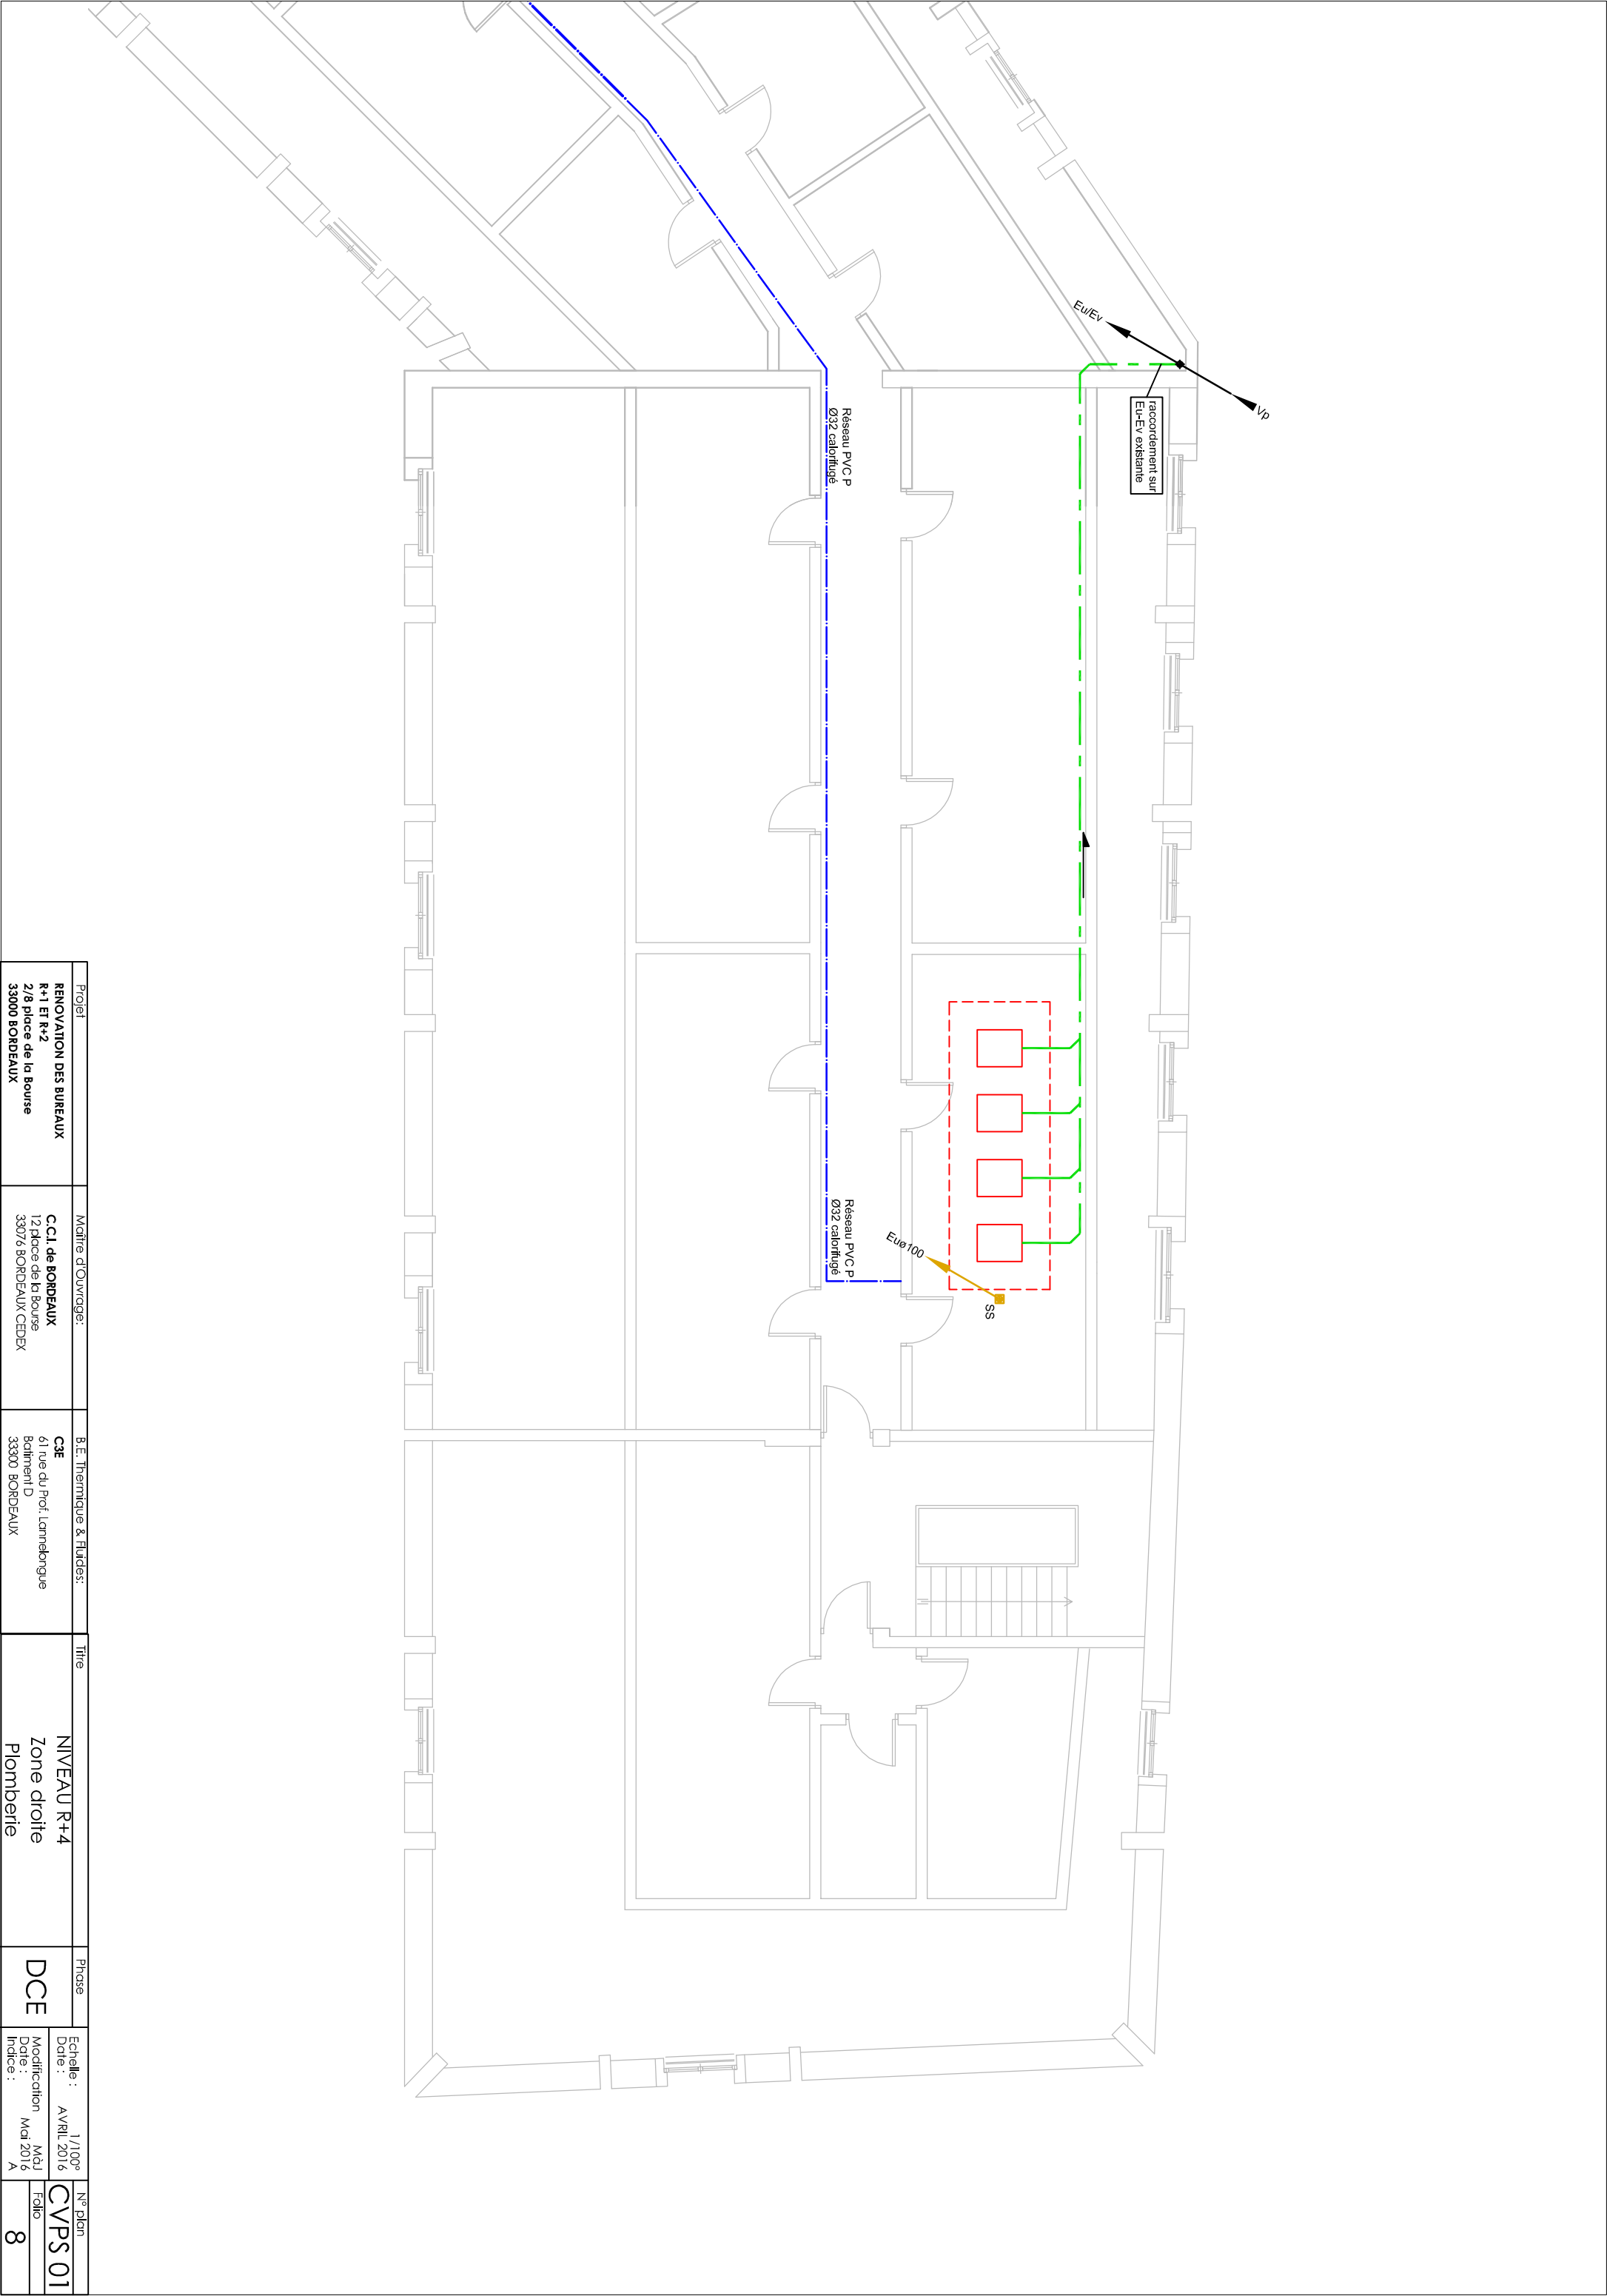 Eu/Ev
Vp
raccordement sur
Eu-Ev existante
Réseau PVC P
Ø32 calorifugé
Réseau PVC P
Ø32 calorifugé
Euø100
SS
Projet
RENOVATION DES BUREAUX
R+1 ET R+2
2/8 place de la Bourse
33000 BORDEAUX
Maître d'Ouvrage:
C.C.I. de BORDEAUX
12 place de la Bourse
33076 BORDEAUX CEDEX
B.E. Thermique & Fluides:
C3E
61 rue du Prof. Lannelongue
Batiment D
33300 BORDEAUX
Titre
NIVEAU R+4
Zone droite
Plomberie
Phase
DCE
Echelle : 1/100°
Date : AVRIL 2016
Modification MàJ
Date : Mai 2016
Indice : A
N° plan
CVPS 01
Folio
8